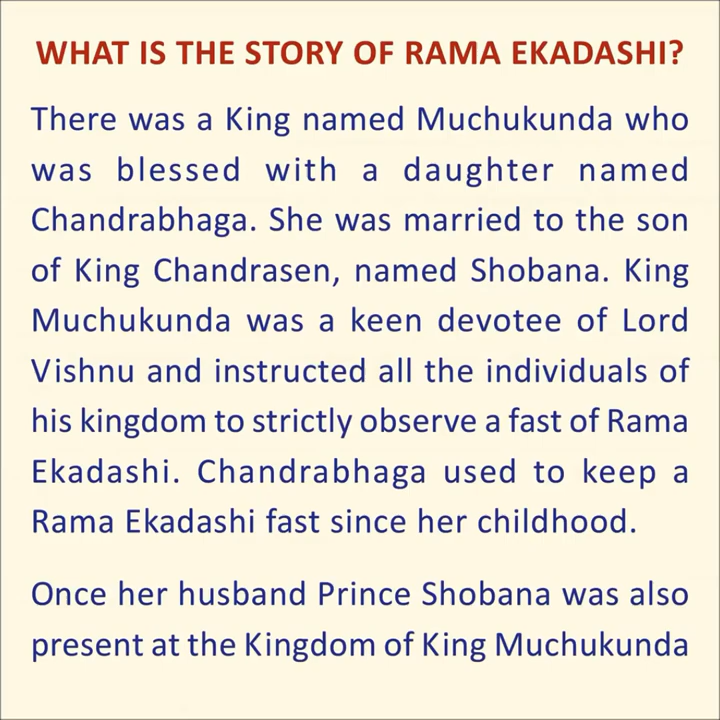 WHAT IS THE STORY OF RAMA EKADASHI?
There was a King named Muchukunda who
was blessed with a daughter named
Chandrabhaga. She was married to the son
of King Chandrasen, named Shobana. King
Muchukunda was a keen devotee of Lord
Vishnu and instructed all the individuals of
his kingdom to strictly observe a fast of Rama
Ekadashi. Chandrabhaga used to keep a
Rama Ekadashi fast since her childhood.
Once her husband Prince Shobana was also
present at the Kingdom of King Muchukunda